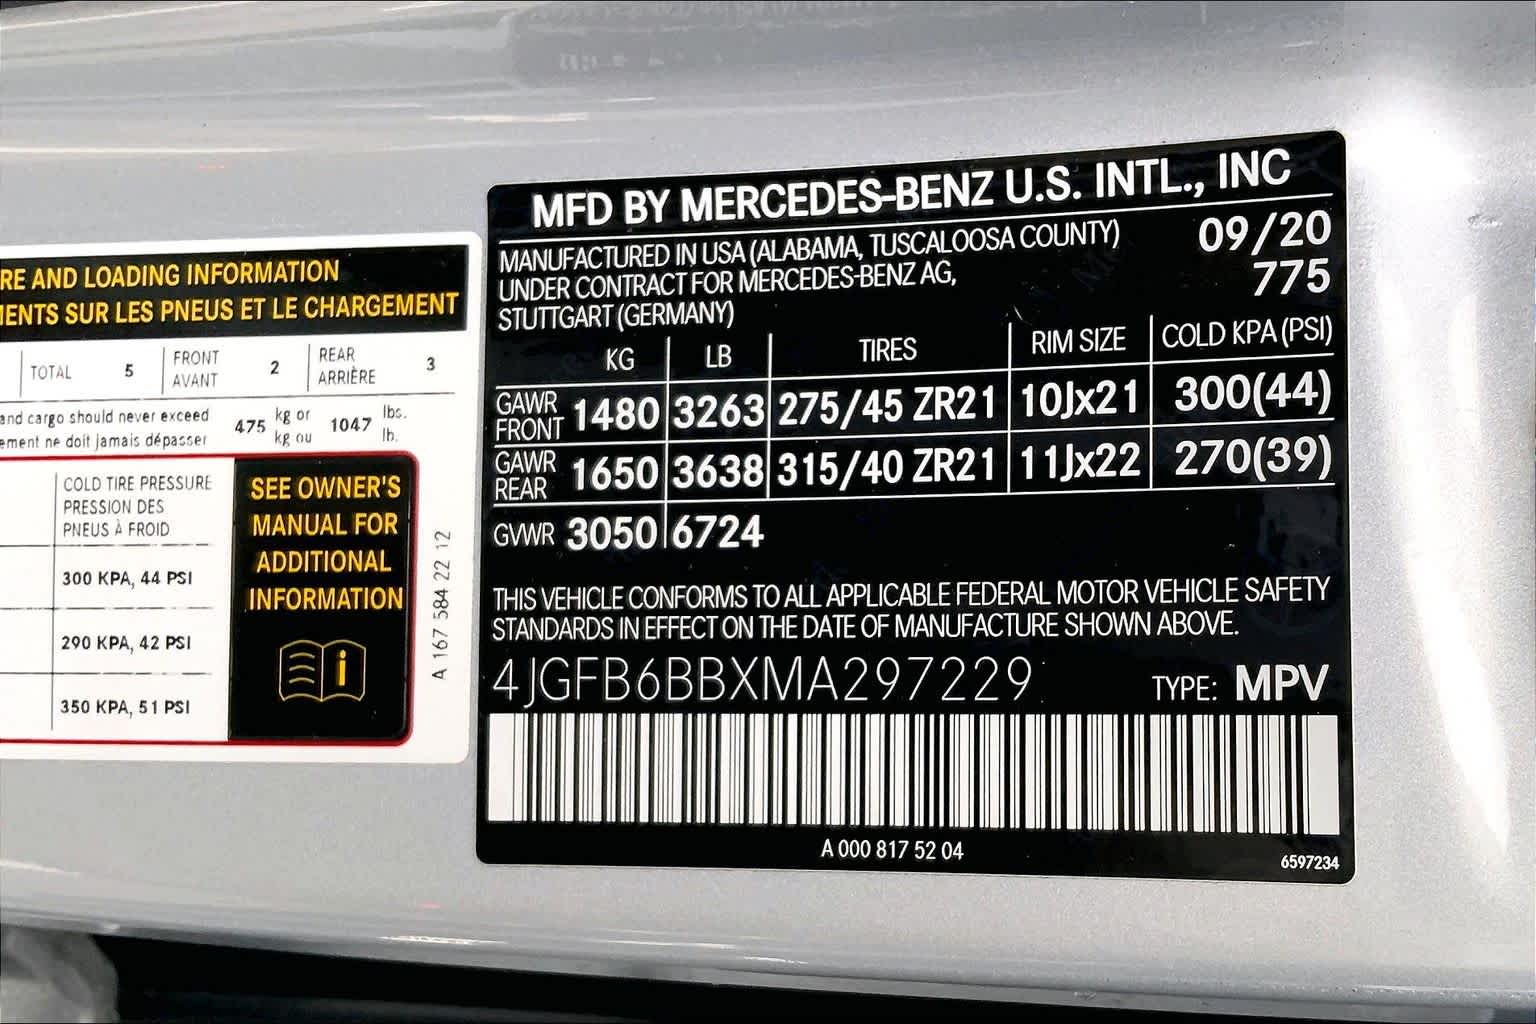 RE AND LOADING INFORMATION
ENTS SUR LES PNEUS ET LE CHARGEMENT
TOTAL 5 FRONT AVANT 2 REAR ARRIÈRE 3
and cargo should never exceed 475 kg or 1047 lbs.
ement ne doit jamais dépasser kg ou lb.
COLD TIRE PRESSURE
PRESSION DES
PNEUS À FROID
300 KPA, 44 PSI
290 KPA, 42 PSI
350 KPA, 51 PSI
SEE OWNER'S
MANUAL FOR
ADDITIONAL
INFORMATION
i
A 167 584 22 12
MFD BY MERCEDES-BENZ U.S. INTL., INC
MANUFACTURED IN USA (ALABAMA, TUSCALOOSA COUNTY) 09/20
UNDER CONTRACT FOR MERCEDES-BENZ AG, 775
STUTTGART (GERMANY)
KG LB TIRES RIM SIZE COLD KPA (PSI)
GAWR FRONT 1480 3263 275/45 ZR21 10Jx21 300(44)
GAWR REAR 1650 3638 315/40 ZR21 11Jx22 270(39)
GVWR 3050 6724
THIS VEHICLE CONFORMS TO ALL APPLICABLE FEDERAL MOTOR VEHICLE SAFETY
STANDARDS IN EFFECT ON THE DATE OF MANUFACTURE SHOWN ABOVE.
4JGFB6BBXMA297229 TYPE: MPV
A 000 817 52 04
6597234